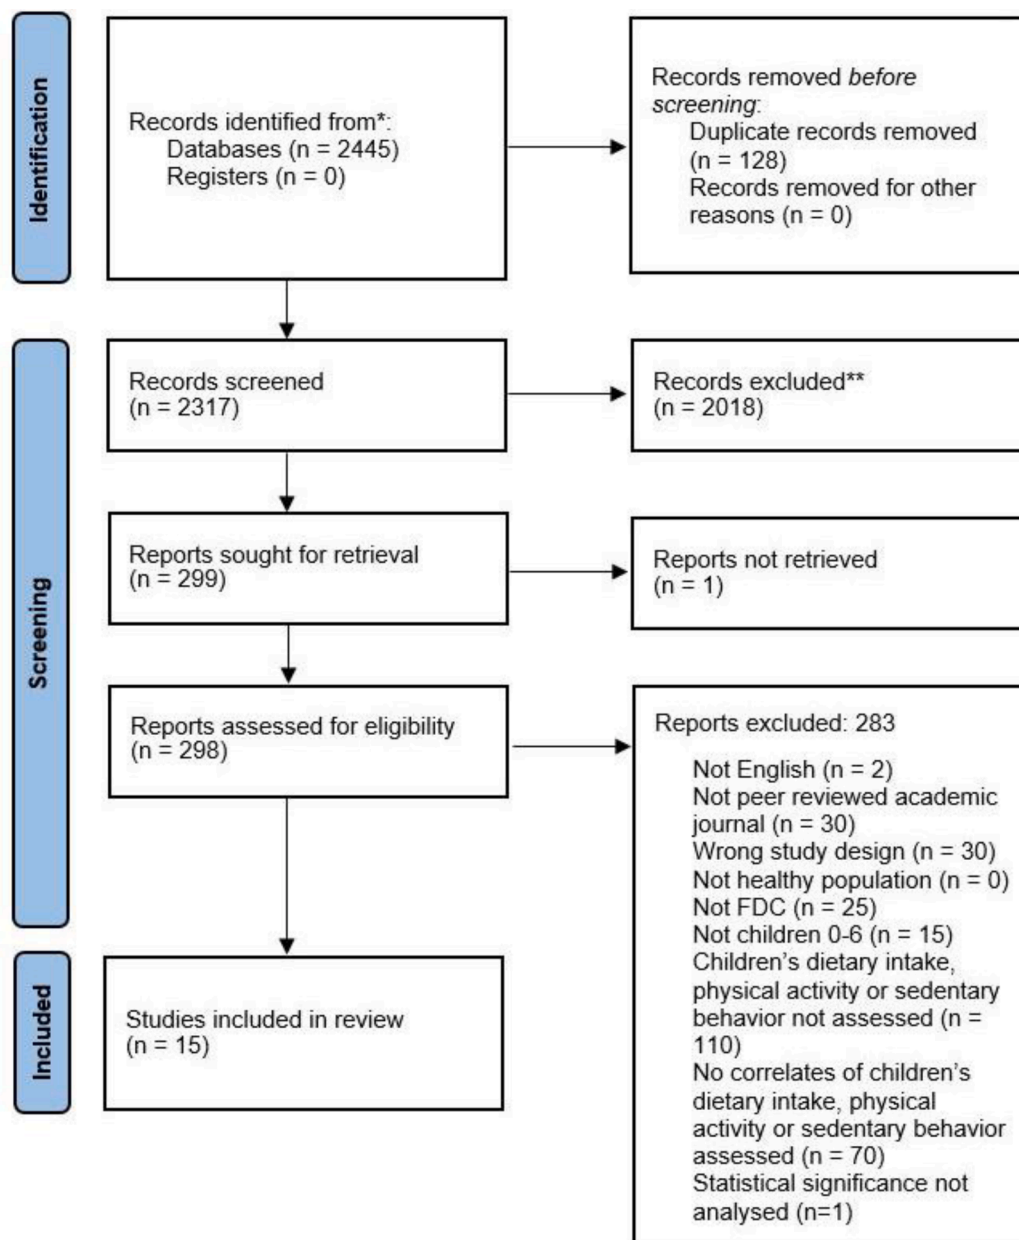 Identification
Records identified from*:
Databases (n = 2445)
Registers (n = 0)
Records removed before
screening:
Duplicate records removed
(n = 128)
Records removed for other
reasons (n = 0)
Screening
Records screened
(n = 2317)
Records excluded**
(n = 2018)
Reports sought for retrieval
(n = 299)
Reports not retrieved
(n = 1)
Reports assessed for eligibility
(n = 298)
Reports excluded: 283
Not English (n = 2)
Not peer reviewed academic
journal (n = 30)
Wrong study design (n = 30)
Not healthy population (n = 0)
Not FDC (n = 25)
Not children 0-6 (n = 15)
Children’s dietary intake,
physical activity or sedentary
behavior not assessed (n =
110)
No correlates of children’s
dietary intake, physical
activity or sedentary behavior
assessed (n = 70)
Statistical significance not
analysed (n=1)
Included
Studies included in review
(n = 15)